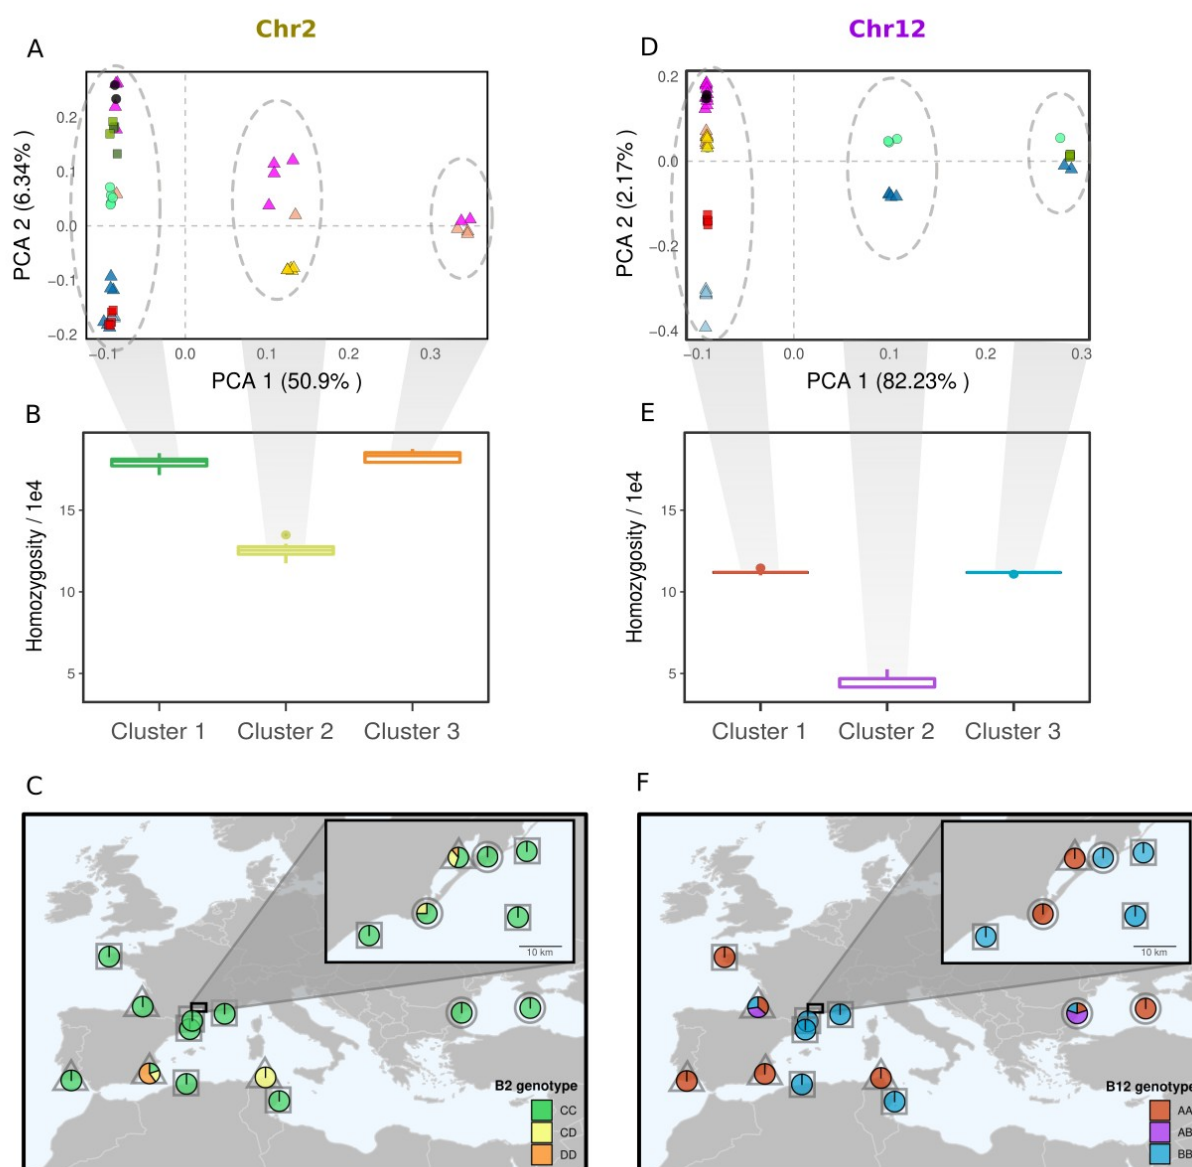 Chr2
Chr12
A
D
PCA 2 (6.34% )
0.2
0.1
0.0
−0.1
−0.2
−0.1
0.0
0.1
0.2
0.3
PCA 1 (50.9% )
PCA 2 (2.17% )
0.2
0.0
−0.2
−0.4
−0.1
0.0
0.1
0.2
0.3
PCA 1 (82.23% )
B
Homozygosity / 1e4
15
10
5
Cluster 1
Cluster 2
Cluster 3
E
Homozygosity / 1e4
15
10
5
Cluster 1
Cluster 2
Cluster 3
C
10 km
B2 genotype
CC
CD
DD
F
10 km
B12 genotype
AA
AB
BB